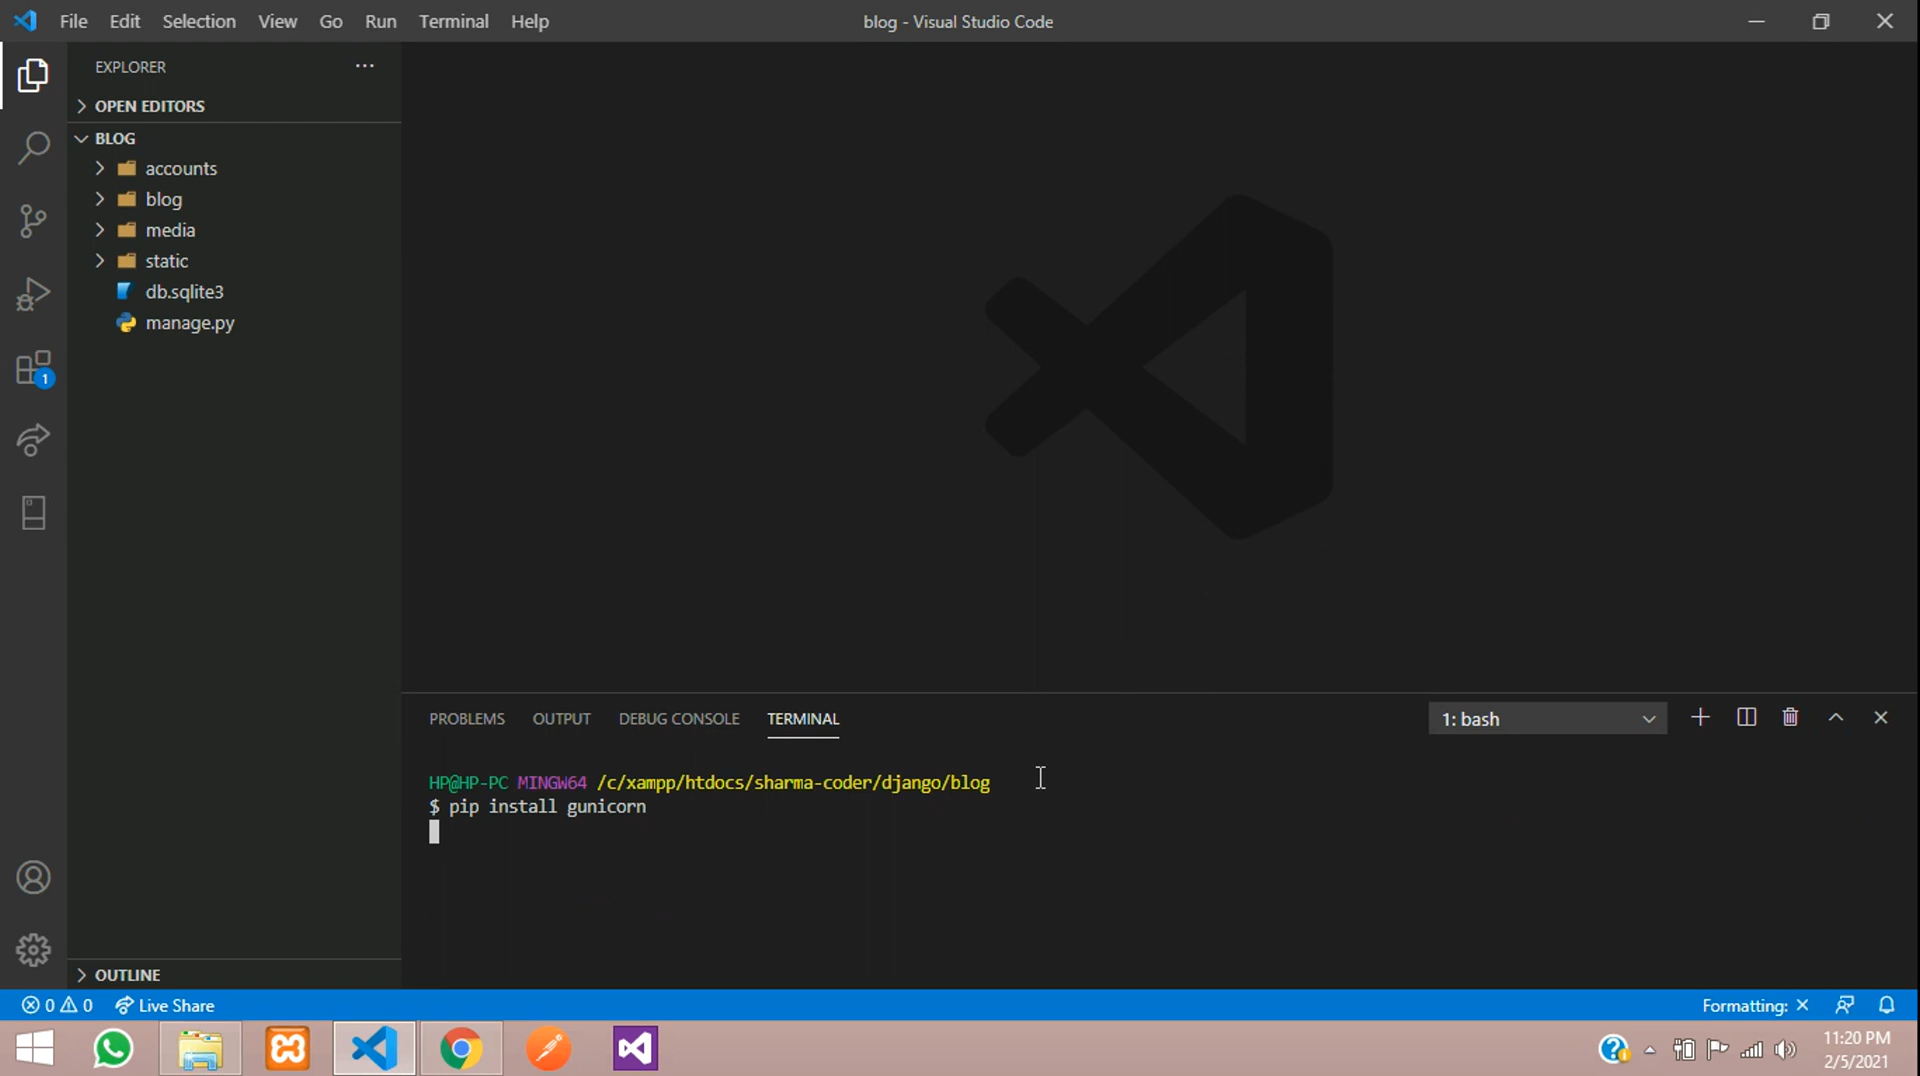 File Edit Selection View Go Run Terminal Help
blog - Visual Studio Code
EXPLORER
OPEN EDITORS
BLOG
accounts
blog
media
static
db.sqlite3
manage.py
1
OUTLINE
PROBLEMS OUTPUT DEBUG CONSOLE TERMINAL
1: bash
HP@HP-PC MINGW64 /c/xampp/htdocs/sharma-coder/django/blog
$ pip install gunicorn
0 0 Live Share
Formatting: ×
11:20 PM
2/5/2021